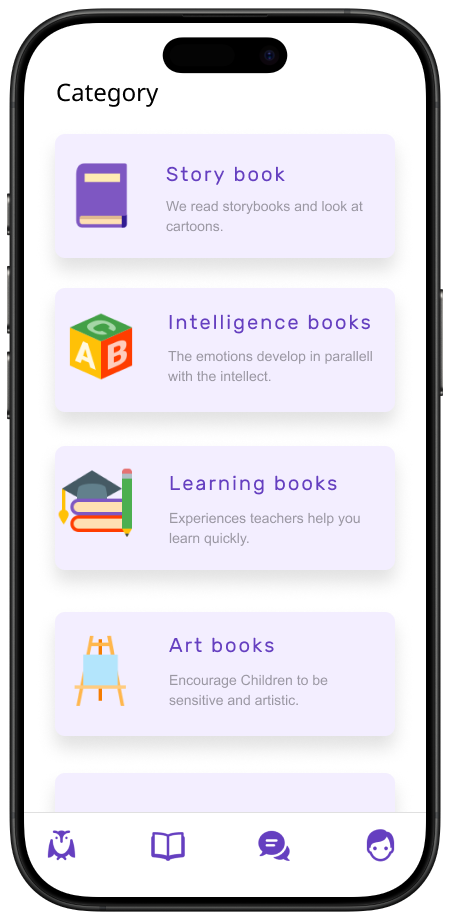 Category
Story book
We read storybooks and look at
cartoons.
C
A B
Intelligence books
The emotions develop in parallell
with the intellect.
Learning books
Experiences teachers help you
learn quickly.
Art books
Encourage Children to be
sensitive and artistic.